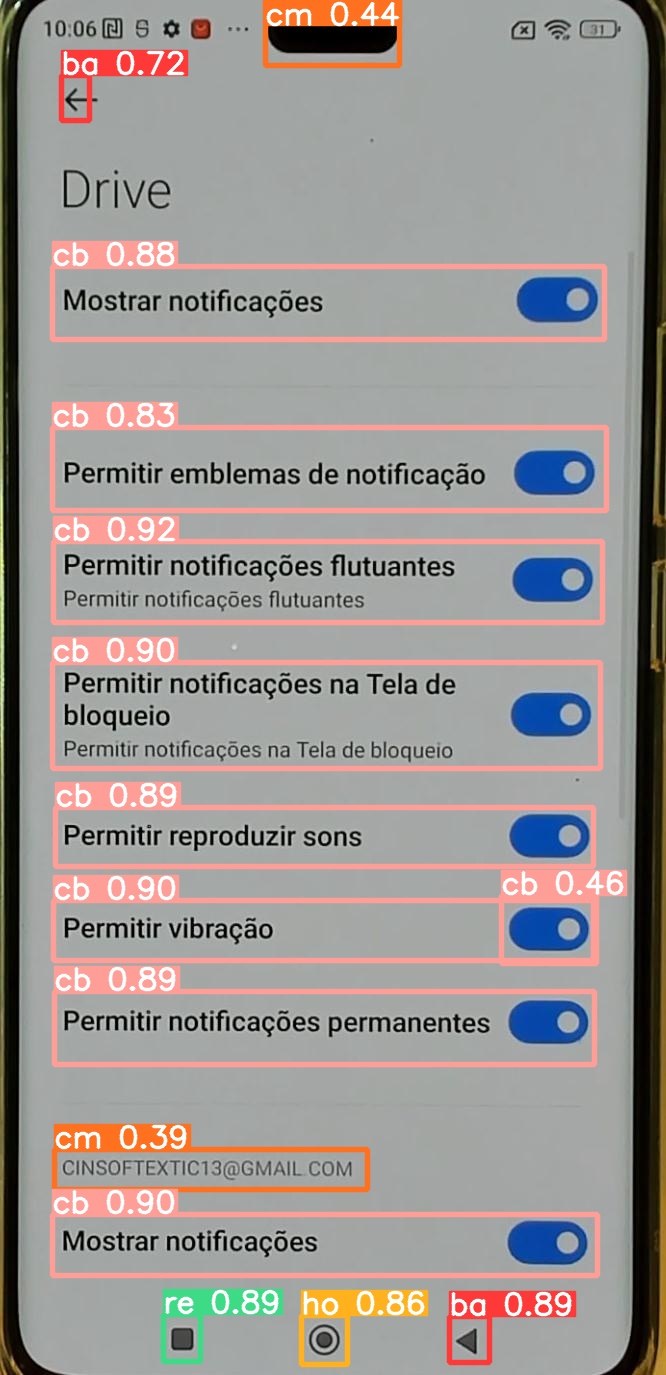 10:06 31
cm 0.44
ba 0.72
Drive
cb 0.88
Mostrar notificações
cb 0.83
Permitir emblemas de notificação
cb 0.92
Permitir notificações flutuantes
Permitir notificações flutuantes
cb 0.90
Permitir notificações na Tela de
bloqueio
Permitir notificações na Tela de bloqueio
cb 0.89
Permitir reproduzir sons
cb 0.90 cb 0.46
Permitir vibração
cb 0.89
Permitir notificações permanentes
cm 0.39
CINSOFTEXTIC13@GMAIL.COM
cb 0.90
Mostrar notificações
re 0.89 ho 0.86 ba 0.89